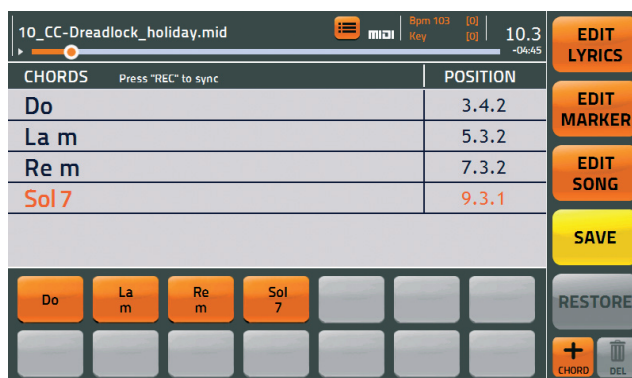 10_CC-Dreadlock_holiday.mid
MIDI
Bpm 103 [0]
Key [0]
10.3
-04:45
CHORDS Press "REC" to sync POSITION
Do 3.4.2
La m 5.3.2
Re m 7.3.2
Sol 7 9.3.1
Do
La
m
Re
m
Sol
7
EDIT
LYRICS
EDIT
MARKER
EDIT
SONG
SAVE
RESTORE
+
CHORD
DEL